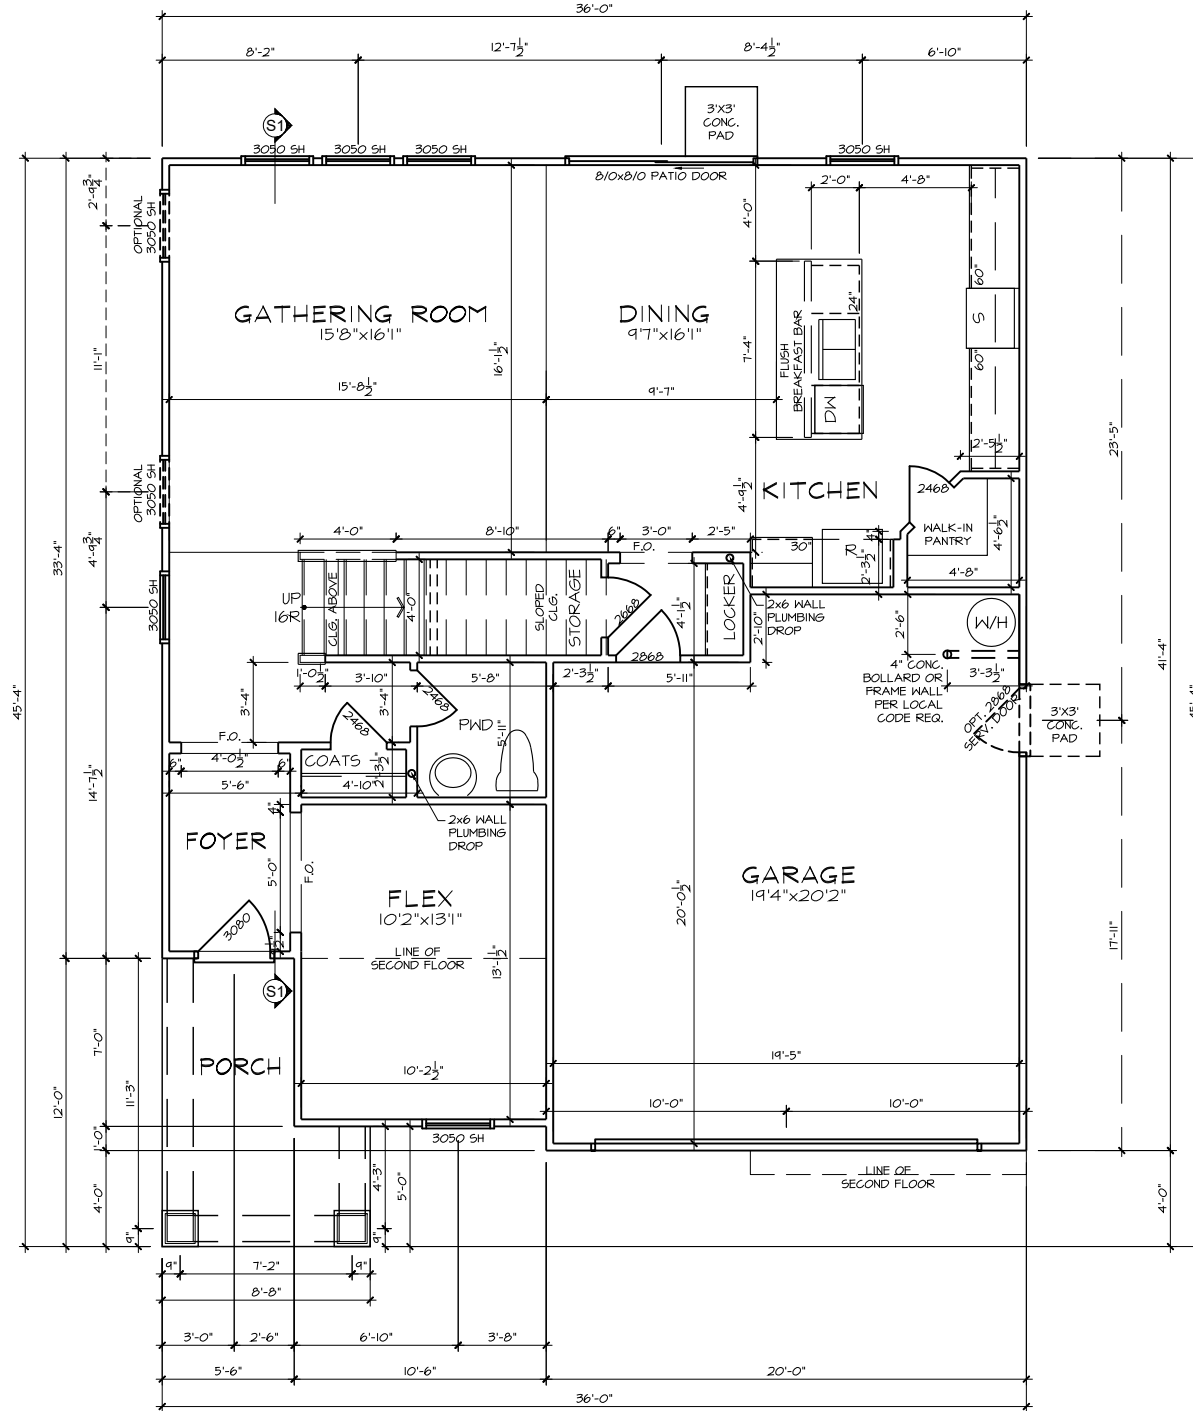 36'-0"
8'-2"
12'-7½"
8'-4½"
6'-10"
3'X3'
CONC.
PAD
S1
3050 SH
3050 SH
3050 SH
3050 SH
8/0x8/0 PATIO DOOR
2'-0"
4'-8"
2'-9¾"
OPTIONAL
3050 SH
4'-0"
60"
24"
S
GATHERING ROOM
15'8"x16'1"
DINING
9'7"x16'1"
16'-1½"
7'-4"
FLUSH
BREAKFAST BAR
60"
11'-1"
15'-8½"
9'-7"
DW
23'-5"
2'-5½"
OPTIONAL
3050 SH
KITCHEN
2468
4'-9½"
WALK-IN
PANTRY
4'-6½"
4'-9¾"
33'-4"
4'-0"
8'-10"
6"
3'-0"
2'-5"
F.O.
30"
R
4"
2'-3½"
4'-8"
3050 SH
UP
16R
CLG. ABOVE
4'-0"
SLOPED
CLG.
STORAGE
2668
4'-1½"
LOCKER
2'-10"
2x6 WALL
PLUMBING
DROP
2'-6"
W/H
2868
4" CONC.
BOLLARD OR
FRAME WALL
PER LOCAL
CODE REQ.
3'-3½"
41'-4"
45'-4"
45'-4"
1'-0½"
3'-10"
5'-8"
2'-3½"
5'-11"
3'-4"
3'-4"
2468
2468
PWD
5'-11"
OPT. 2868
SERV. DOOR
3'X3'
CONC.
PAD
F.O.
6"
4'-0½"
6"
COATS
2'-3½"
5'-6"
4'-10"
14'-7½"
4"
2x6 WALL
PLUMBING
DROP
FOYER
5'-0"
F.O.
FLEX
10'2"x13'1"
GARAGE
19'4"x20'2"
20'-0½"
3080
LINE OF
SECOND FLOOR
13'-1½"
17'-11"
S1
7'-0"
PORCH
10'-2½"
19'-5"
11'-3"
12'-0"
10'-0"
10'-0"
1'-0"
3050 SH
4'-3"
5'-0"
LINE OF
SECOND FLOOR
4'-0"
4'-0"
9"
9"
9"
7'-2"
9"
8'-8"
3'-0"
2'-6"
6'-10"
3'-8"
5'-6"
10'-6"
20'-0"
36'-0"